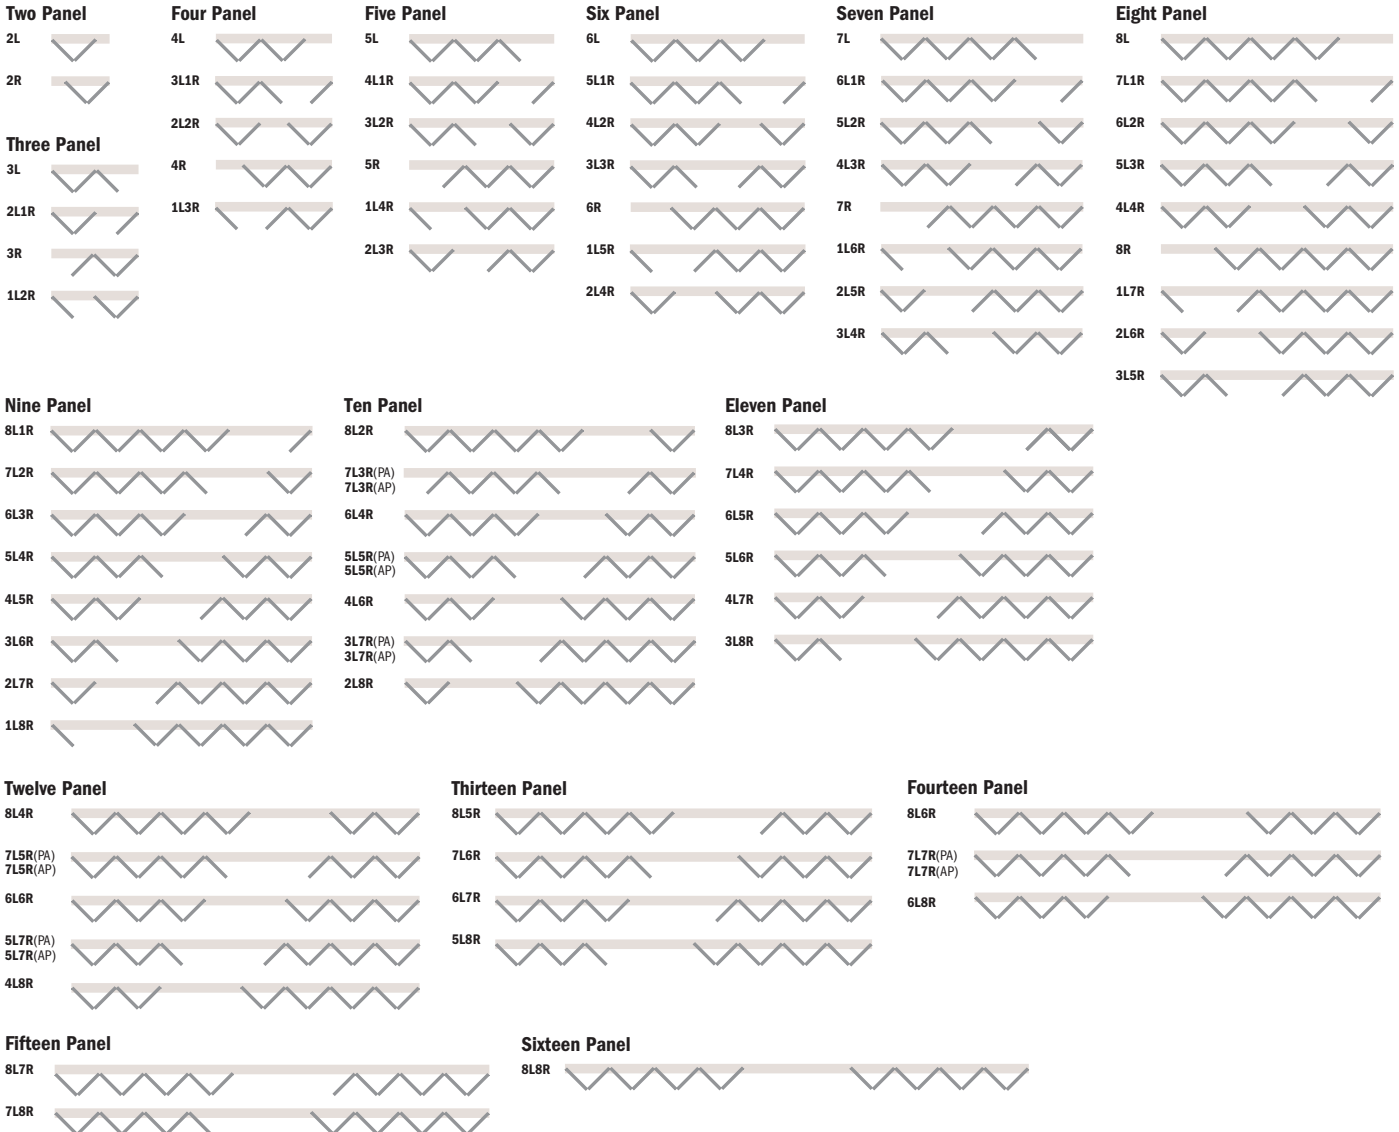 Two Panel
2L
2R
Three Panel
3L
2L1R
3R
1L2R
Four Panel
4L
3L1R
2L2R
4R
1L3R
Five Panel
5L
4L1R
3L2R
5R
1L4R
2L3R
Six Panel
6L
5L1R
4L2R
3L3R
6R
1L5R
2L4R
Seven Panel
7L
6L1R
5L2R
4L3R
7R
1L6R
2L5R
3L4R
Eight Panel
8L
7L1R
6L2R
5L3R
4L4R
8R
1L7R
2L6R
3L5R
Nine Panel
8L1R
7L2R
6L3R
5L4R
4L5R
3L6R
2L7R
1L8R
Ten Panel
8L2R
7L3R(PA)
7L3R(AP)
6L4R
5L5R(PA)
5L5R(AP)
4L6R
3L7R(PA)
3L7R(AP)
2L8R
Eleven Panel
8L3R
7L4R
6L5R
5L6R
4L7R
3L8R
Twelve Panel
8L4R
7L5R(PA)
7L5R(AP)
6L6R
5L7R(PA)
5L7R(AP)
4L8R
Thirteen Panel
8L5R
7L6R
6L7R
5L8R
Fourteen Panel
8L6R
7L7R(PA)
7L7R(AP)
6L8R
Fifteen Panel
8L7R
7L8R
Sixteen Panel
8L8R